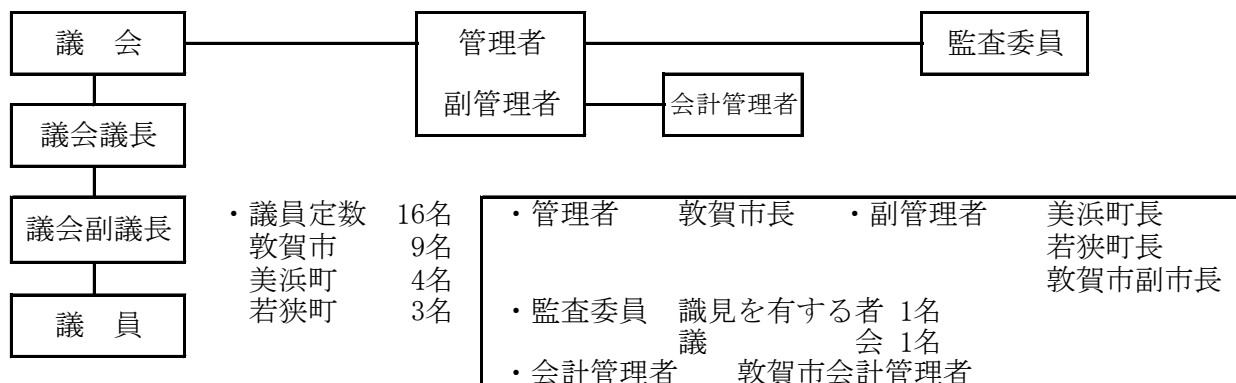 議　会
管理者
監査委員
副管理者
会計管理者
議会議長
議会副議長
議　員
・議員定数　16名
敦賀市　9名
美浜町　4名
若狭町　3名
・管理者　敦賀市長　・副管理者　美浜町長
若狭町長
敦賀市副市長
・監査委員　識見を有する者 1名
議　　　　会 1名
・会計管理者　敦賀市会計管理者